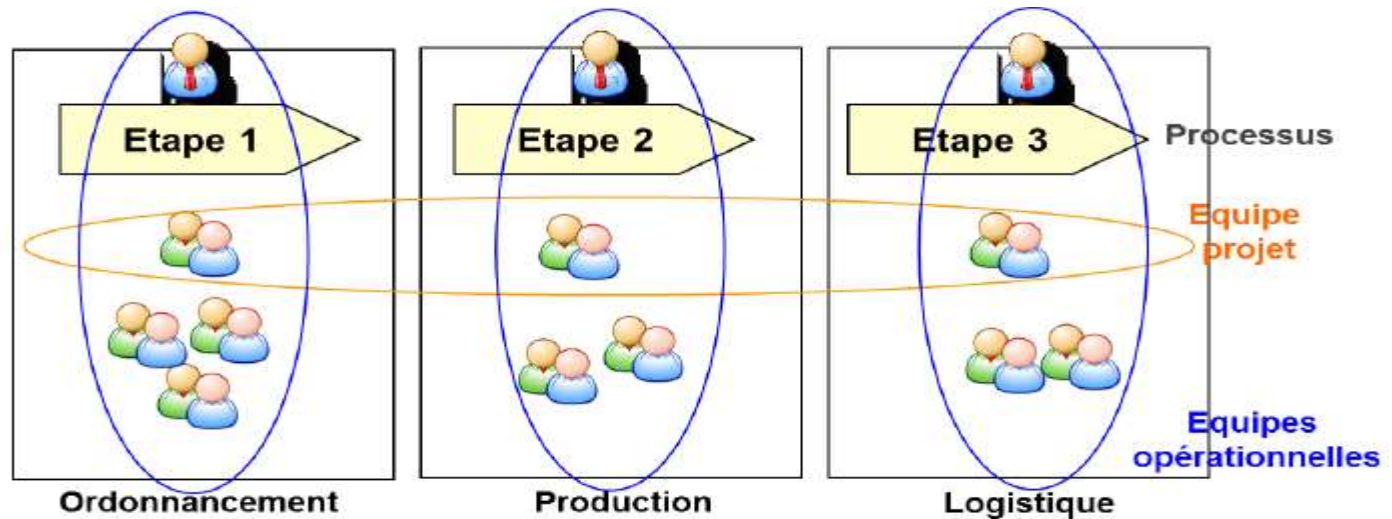 Etape 1
Etape 2
Etape 3
Processus
Equipe
projet
Equipes
opérationnelles
Ordonnancement
Production
Logistique